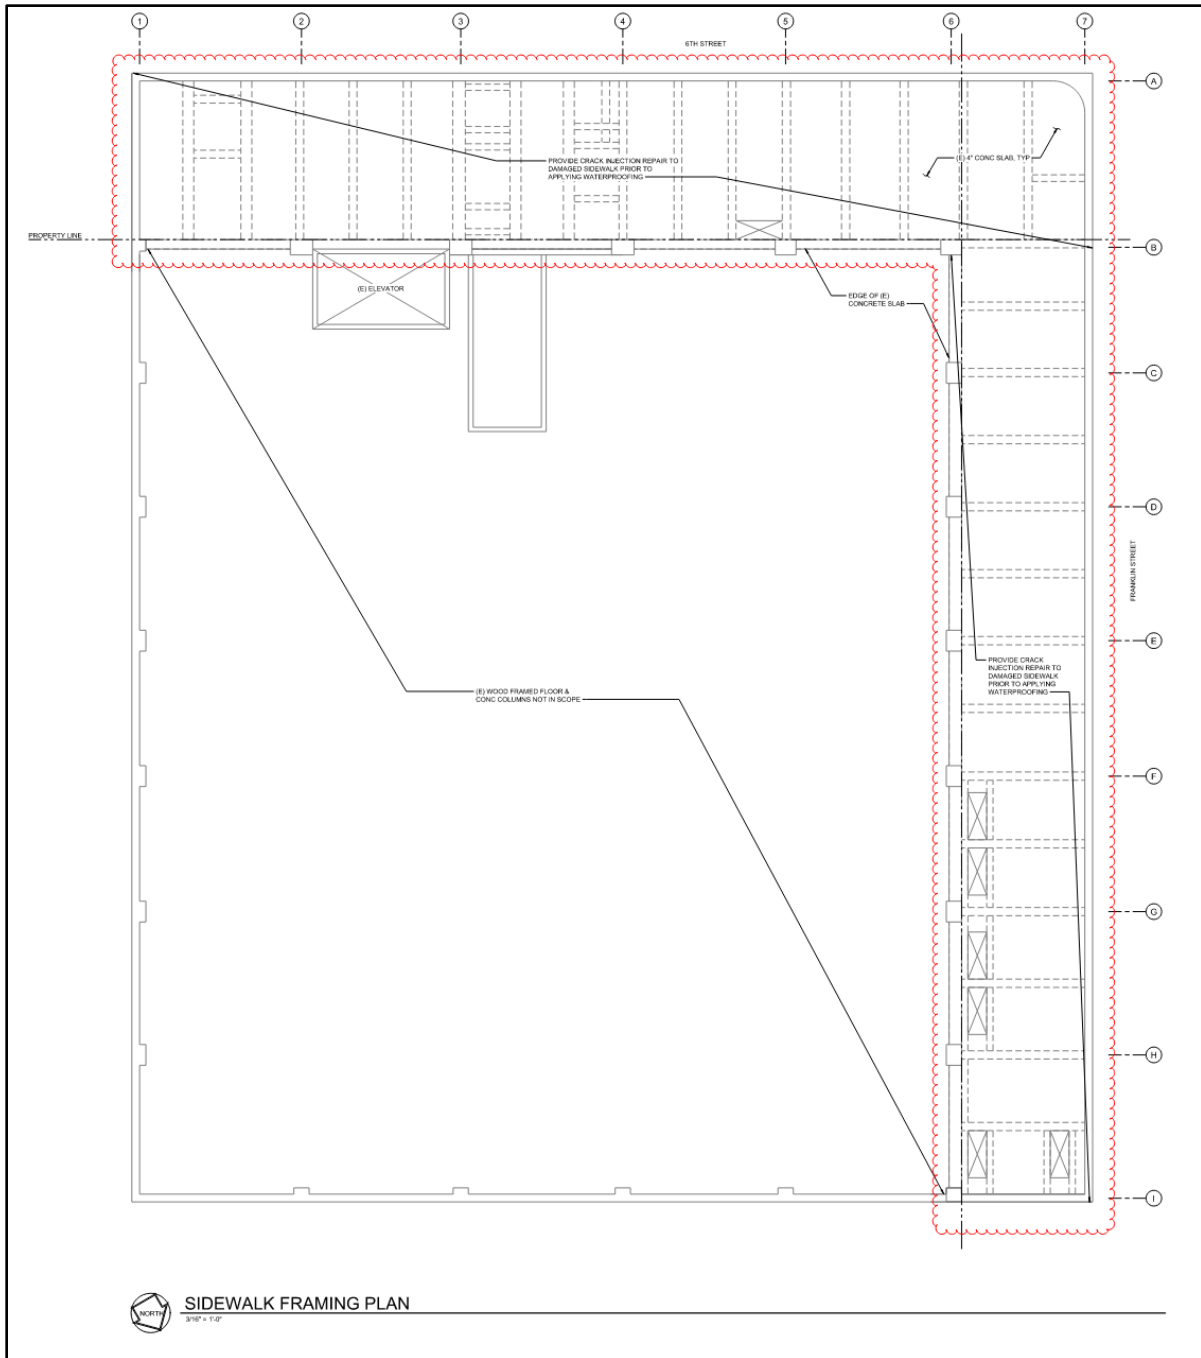 1 2 3 4 5 6 7
6TH STREET
A
PROVIDE CRACK INJECTION REPAIR TO
DAMAGED SIDEWALK PRIOR TO
APPLYING WATERPROOFING
(E) 4" CONC SLAB, TYP
PROPERTY LINE
B
(E) ELEVATOR
EDGE OF (E)
CONCRETE SLAB
C
D
FRANKLIN STREET
E
PROVIDE CRACK
INJECTION REPAIR TO
DAMAGED SIDEWALK
PRIOR TO APPLYING
WATERPROOFING
(E) WOOD FRAMED FLOOR &
CONC COLUMNS NOT IN SCOPE
F
G
H
I
NORTH
SIDEWALK FRAMING PLAN
3/16" = 1'-0"